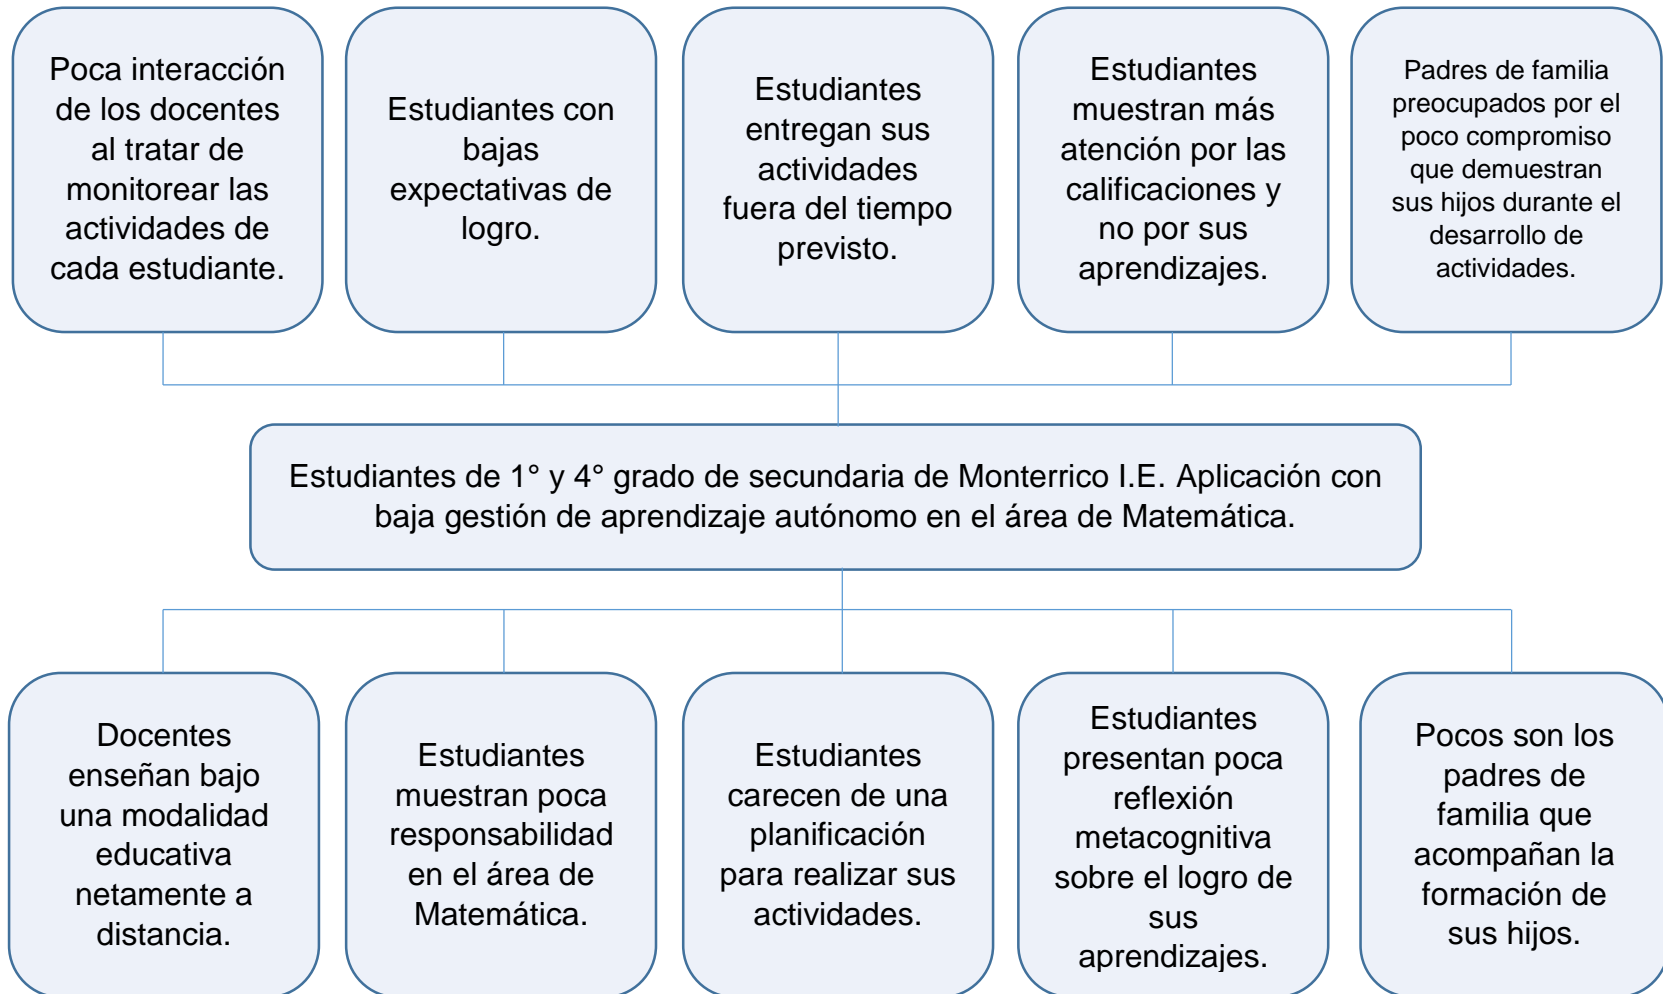 Poca interacción
de los docentes
al tratar de
monitorear las
actividades de
cada estudiante.
Estudiantes con
bajas
expectativas de
logro.
Estudiantes
entregan sus
actividades
fuera del tiempo
previsto.
Estudiantes
muestran más
atención por las
calificaciones y
no por sus
aprendizajes.
Padres de familia
preocupados por el
poco compromiso
que demuestran
sus hijos durante el
desarrollo de
actividades.
Estudiantes de 1° y 4° grado de secundaria de Monterrico I.E. Aplicación con
baja gestión de aprendizaje autónomo en el área de Matemática.
Docentes
enseñan bajo
una modalidad
educativa
netamente a
distancia.
Estudiantes
muestran poca
responsabilidad
en el área de
Matemática.
Estudiantes
carecen de una
planificación
para realizar sus
actividades.
Estudiantes
presentan poca
reflexión
metacognitiva
sobre el logro de
sus
aprendizajes.
Pocos son los
padres de
familia que
acompañan la
formación de
sus hijos.